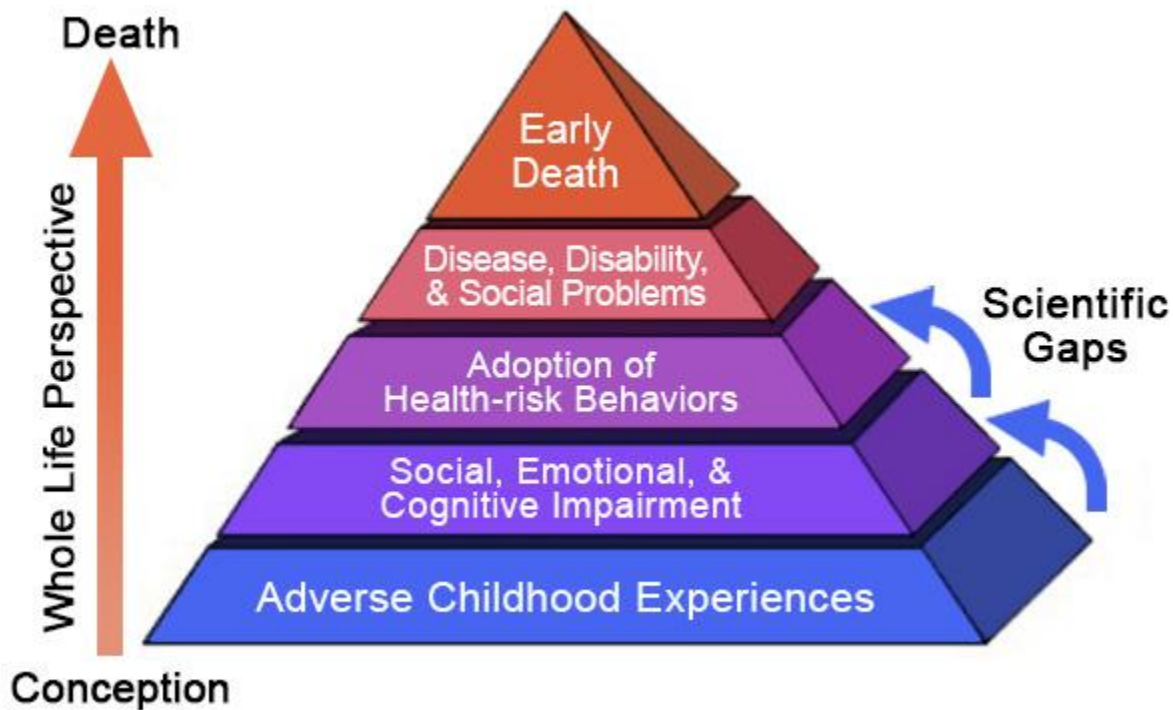 Death
Whole Life Perspective
Conception
Early
Death
Disease, Disability,
& Social Problems
Adoption of
Health-risk Behaviors
Social, Emotional, &
Cognitive Impairment
Adverse Childhood Experiences
Scientific
Gaps